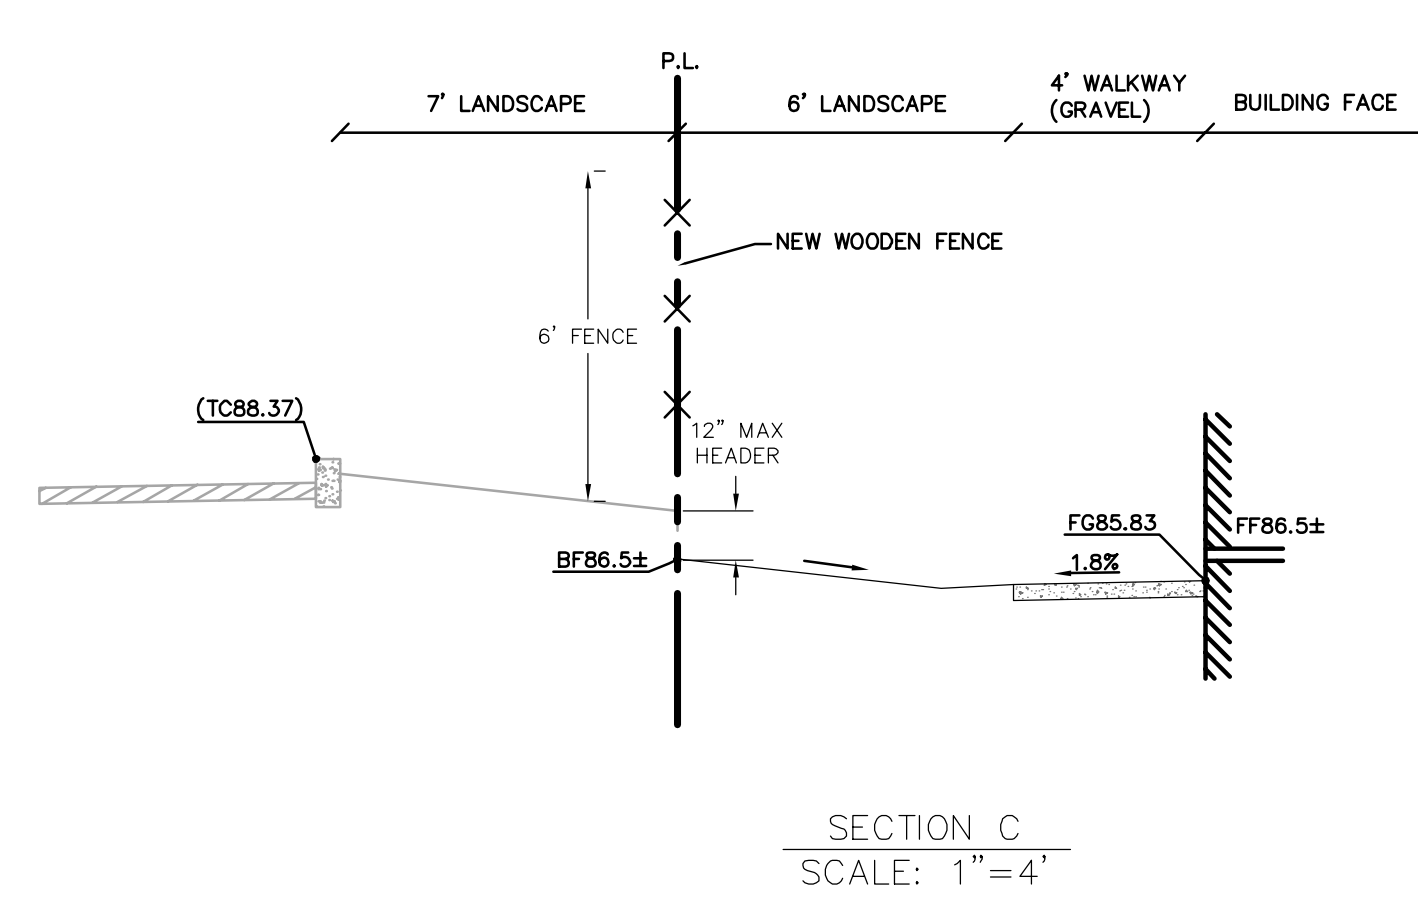 P.L.
7' LANDSCAPE
6' LANDSCAPE
4' WALKWAY
(GRAVEL)
BUILDING FACE
NEW WOODEN FENCE
6' FENCE
(TC88.37)
12" MAX
HEADER
FG85.83
FF86.5±
BF86.5±
1.8%
SECTION C
SCALE: 1"=4'